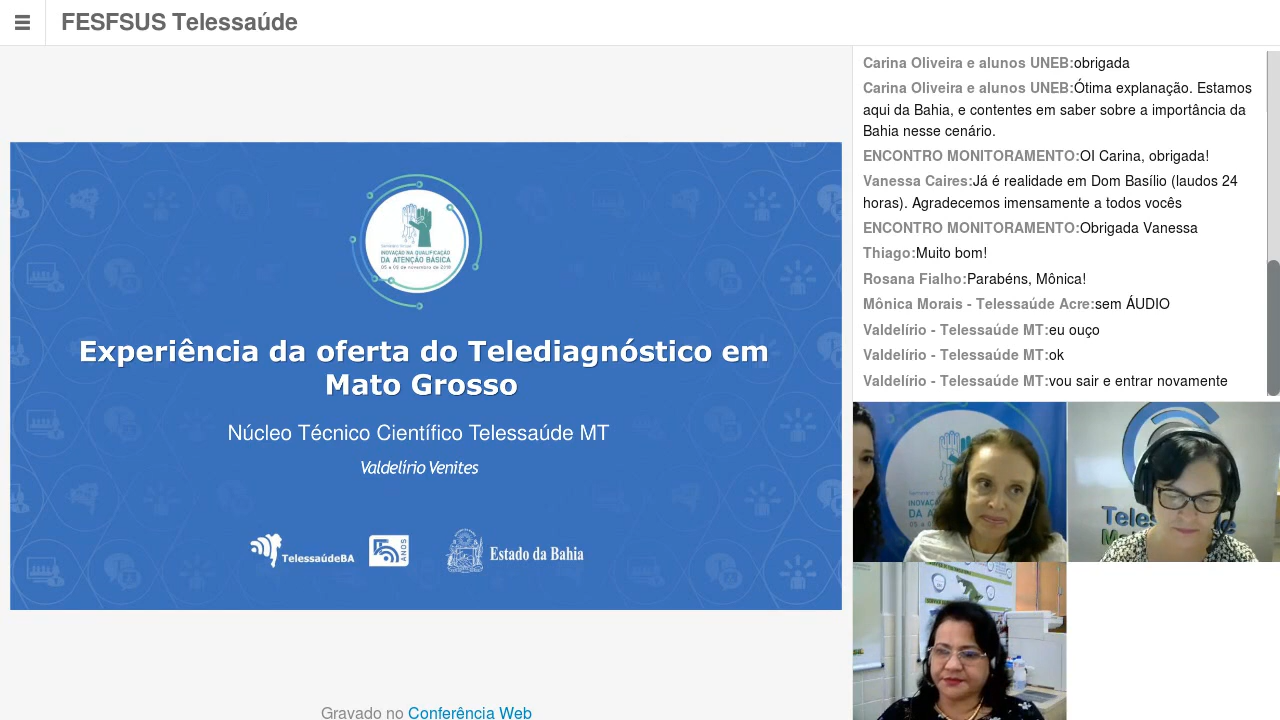 FESFSUS Telessaúde
Experiência da oferta do Telediagnóstico em
Mato Grosso
Núcleo Técnico Científico Telessaúde MT
Valdelírio Venites
INOVAÇÃO NA QUALIFICAÇÃO
DA ATENÇÃO BÁSICA
TelessaúdeBA
ANOS
Estado da Bahia
Gravado no Conferência Web
Carina Oliveira e alunos UNEB:obrigada
Carina Oliveira e alunos UNEB:Ótima explanação. Estamos
aqui da Bahia, e contentes em saber sobre a importância da
Bahia nesse cenário.
ENCONTRO MONITORAMENTO:OI Carina, obrigada!
Vanessa Caires:Já é realidade em Dom Basílio (laudos 24
horas). Agradecemos imensamente a todos vocês
ENCONTRO MONITORAMENTO:Obrigada Vanessa
Thiago:Muito bom!
Rosana Fialho:Parabéns, Mônica!
Mônica Morais - Telessaúde Acre:sem ÁUDIO
Valdelírio - Telessaúde MT:eu ouço
Valdelírio - Telessaúde MT:ok
Valdelírio - Telessaúde MT:vou sair e entrar novamente